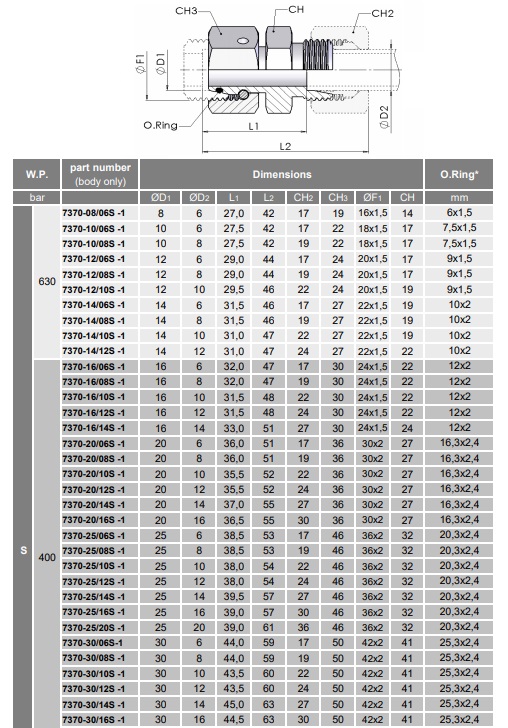 CH3 CH CH2
ØF1 ØD1
O.Ring L1 ØD2
L2
W.P. part number (body only) Dimensions O.Ring*
bar ØD1 ØD2 L1 L2 CH2 CH3 ØF1 CH mm
7370-08/06S -1 8 6 27,0 42 17 19 16x1,5 14 6x1,5
7370-10/06S -1 10 6 27,5 42 17 22 18x1,5 17 7,5x1,5
7370-10/08S -1 10 8 27,5 42 19 22 18x1,5 17 7,5x1,5
7370-12/06S -1 12 6 29,0 44 17 24 20x1,5 17 9x1,5
7370-12/08S -1 12 8 29,0 44 19 24 20x1,5 17 9x1,5
630
7370-12/10S -1 12 10 29,5 46 22 24 20x1,5 19 9x1,5
7370-14/06S -1 14 6 31,5 46 17 27 22x1,5 19 10x2
7370-14/08S -1 14 8 31,5 46 19 27 22x1,5 19 10x2
7370-14/10S -1 14 10 31,0 47 22 27 22x1,5 19 10x2
7370-14/12S -1 14 12 31,0 47 24 27 22x1,5 22 10x2
7370-16/06S -1 16 6 32,0 47 17 30 24x1,5 22 12x2
7370-16/08S -1 16 8 32,0 47 19 30 24x1,5 22 12x2
7370-16/10S -1 16 10 31,5 48 22 30 24x1,5 22 12x2
7370-16/12S -1 16 12 31,5 48 24 30 24x1,5 22 12x2
7370-16/14S -1 16 14 33,0 51 27 30 24x1,5 24 12x2
7370-20/06S -1 20 6 36,0 51 17 36 30x2 27 16,3x2,4
7370-20/08S -1 20 8 36,0 51 19 36 30x2 27 16,3x2,4
7370-20/10S -1 20 10 35,5 52 22 36 30x2 27 16,3x2,4
7370-20/12S -1 20 12 35,5 52 24 36 30x2 27 16,3x2,4
7370-20/14S -1 20 14 37,0 55 27 36 30x2 27 16,3x2,4
7370-20/16S -1 20 16 36,5 55 30 36 30x2 27 16,3x2,4
7370-25/06S -1 25 6 38,5 53 17 46 36x2 32 20,3x2,4
S 400
7370-25/08S -1 25 8 38,5 53 19 46 36x2 32 20,3x2,4
7370-25/10S -1 25 10 38,0 54 22 46 36x2 32 20,3x2,4
7370-25/12S -1 25 12 38,0 54 24 46 36x2 32 20,3x2,4
7370-25/14S -1 25 14 39,5 57 27 46 36x2 32 20,3x2,4
7370-25/16S -1 25 16 39,0 57 30 46 36x2 32 20,3x2,4
7370-25/20S -1 25 20 39,0 61 36 46 36x2 32 20,3x2,4
7370-30/06S-1 30 6 44,0 59 17 50 42x2 41 25,3x2,4
7370-30/08S -1 30 8 44,0 59 19 50 42x2 41 25,3x2,4
7370-30/10S -1 30 10 43,5 60 22 50 42x2 41 25,3x2,4
7370-30/12S -1 30 12 43,5 60 24 50 42x2 41 25,3x2,4
7370-30/14S -1 30 14 45,0 63 27 50 42x2 41 25,3x2,4
7370-30/16S -1 30 16 44,5 63 30 50 42x2 41 25,3x2,4